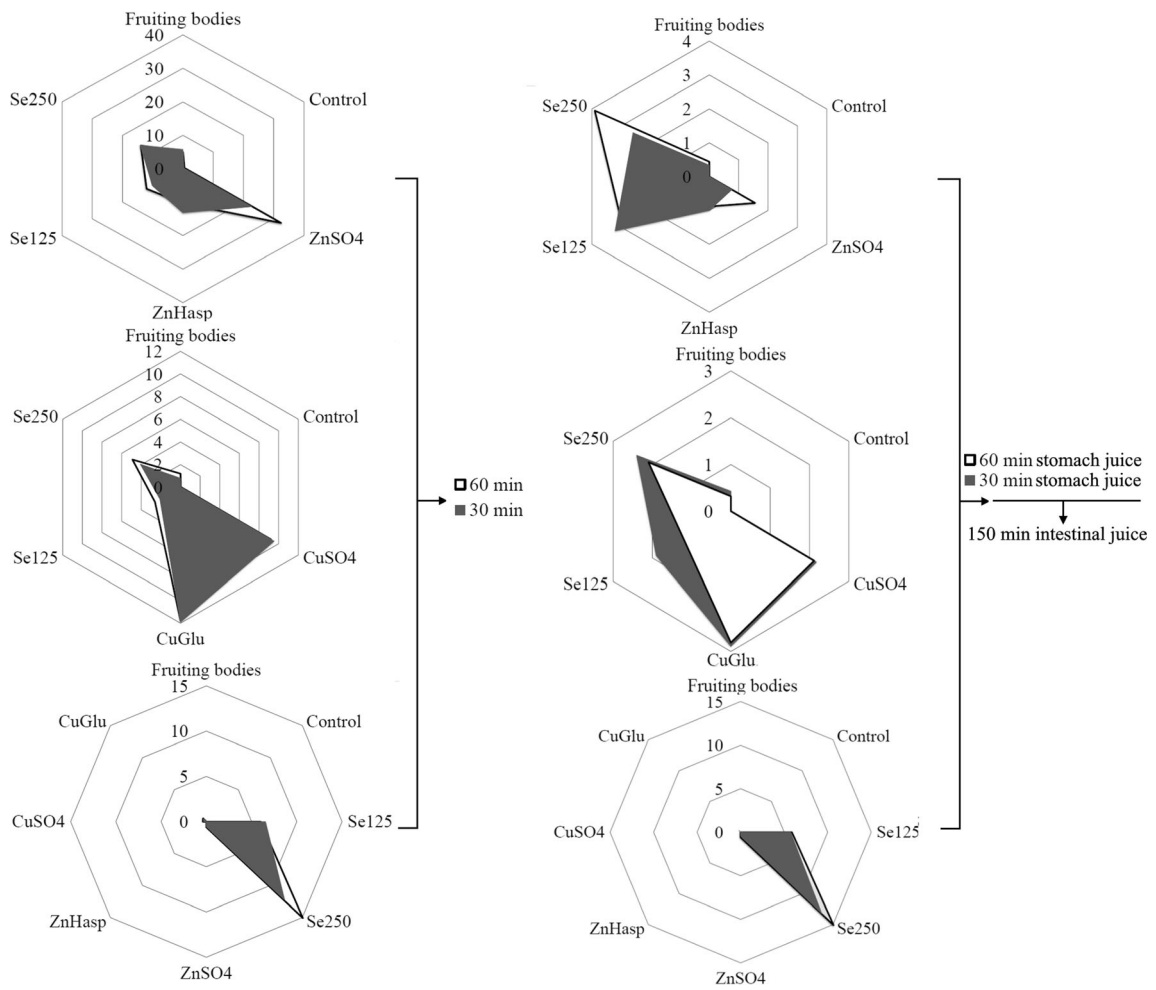 Fruiting bodies
40
30
20
10
0
Control
ZnSO4
ZnHasp
Se125
Se250
Fruiting bodies
12
10
8
6
4
2
0
Control
CuSO4
CuGlu
Se125
Se250
Fruiting bodies
15
10
5
0
Control
Se125
Se250
ZnSO4
ZnHasp
CuSO4
CuGlu
60 min
30 min
Fruiting bodies
4
3
2
1
0
Control
ZnSO4
ZnHasp
Se125
Se250
Fruiting bodies
3
2
1
0
Control
CuSO4
CuGlu
Se125
Se250
Fruiting bodies
15
10
5
0
Control
Se125
Se250
ZnSO4
ZnHasp
CuSO4
CuGlu
60 min stomach juice
30 min stomach juice
150 min intestinal juice